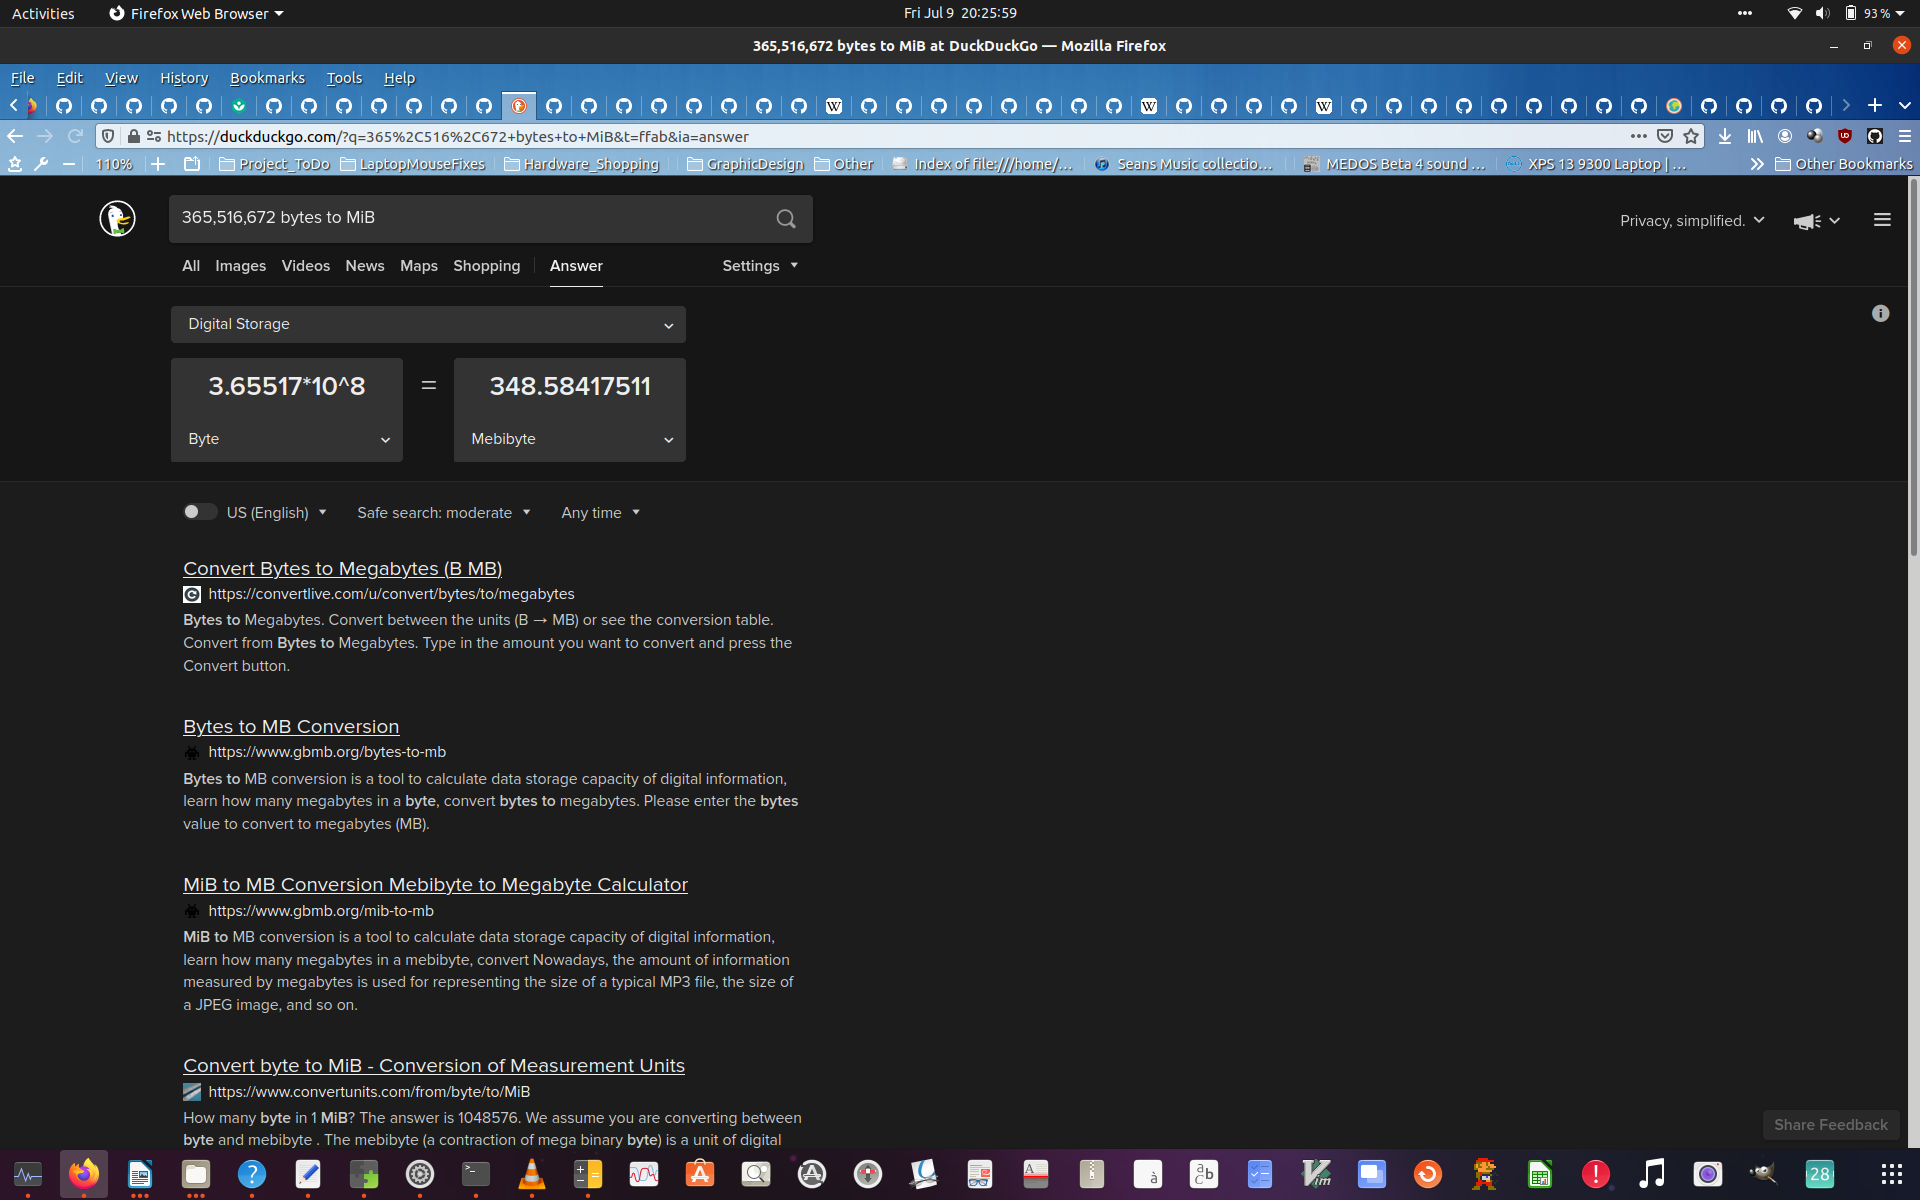 Activities
Firefox Web Browser
Fri Jul 9 20:25:59
93 %
365,516,672 bytes to MiB at DuckDuckGo — Mozilla Firefox
File Edit View History Bookmarks Tools Help
https://duckduckgo.com/?q=365%2C516%2C672+bytes+to+MiB&t=ffab&ia=answer
110%
Project_ToDo
LaptopMouseFixes
Hardware_Shopping
GraphicDesign
Other
Index of file:///home/...
Seans Music collectio...
MEDOS Beta 4 sound ...
XPS 13 9300 Laptop | ...
Other Bookmarks
365,516,672 bytes to MiB
Privacy, simplified.
All Images Videos News Maps Shopping Answer Settings
Digital Storage
3.65517*10^8 = 348.58417511
Byte Mebibyte
US (English) Safe search: moderate Any time
Convert Bytes to Megabytes (B MB)
https://convertlive.com/u/convert/bytes/to/megabytes
Bytes to Megabytes. Convert between the units (B → MB) or see the conversion table.
Convert from Bytes to Megabytes. Type in the amount you want to convert and press the
Convert button.
Bytes to MB Conversion
https://www.gbmb.org/bytes-to-mb
Bytes to MB conversion is a tool to calculate data storage capacity of digital information,
learn how many megabytes in a byte, convert bytes to megabytes. Please enter the bytes
value to convert to megabytes (MB).
MiB to MB Conversion Mebibyte to Megabyte Calculator
https://www.gbmb.org/mib-to-mb
MiB to MB conversion is a tool to calculate data storage capacity of digital information,
learn how many megabytes in a mebibyte, convert Nowadays, the amount of information
measured by megabytes is used for representing the size of a typical MP3 file, the size of
a JPEG image, and so on.
Convert byte to MiB - Conversion of Measurement Units
https://www.convertunits.com/from/byte/to/MiB
How many byte in 1 MiB? The answer is 1048576. We assume you are converting between
byte and mebibyte . The mebibyte (a contraction of mega binary byte) is a unit of digital
Share Feedback
28